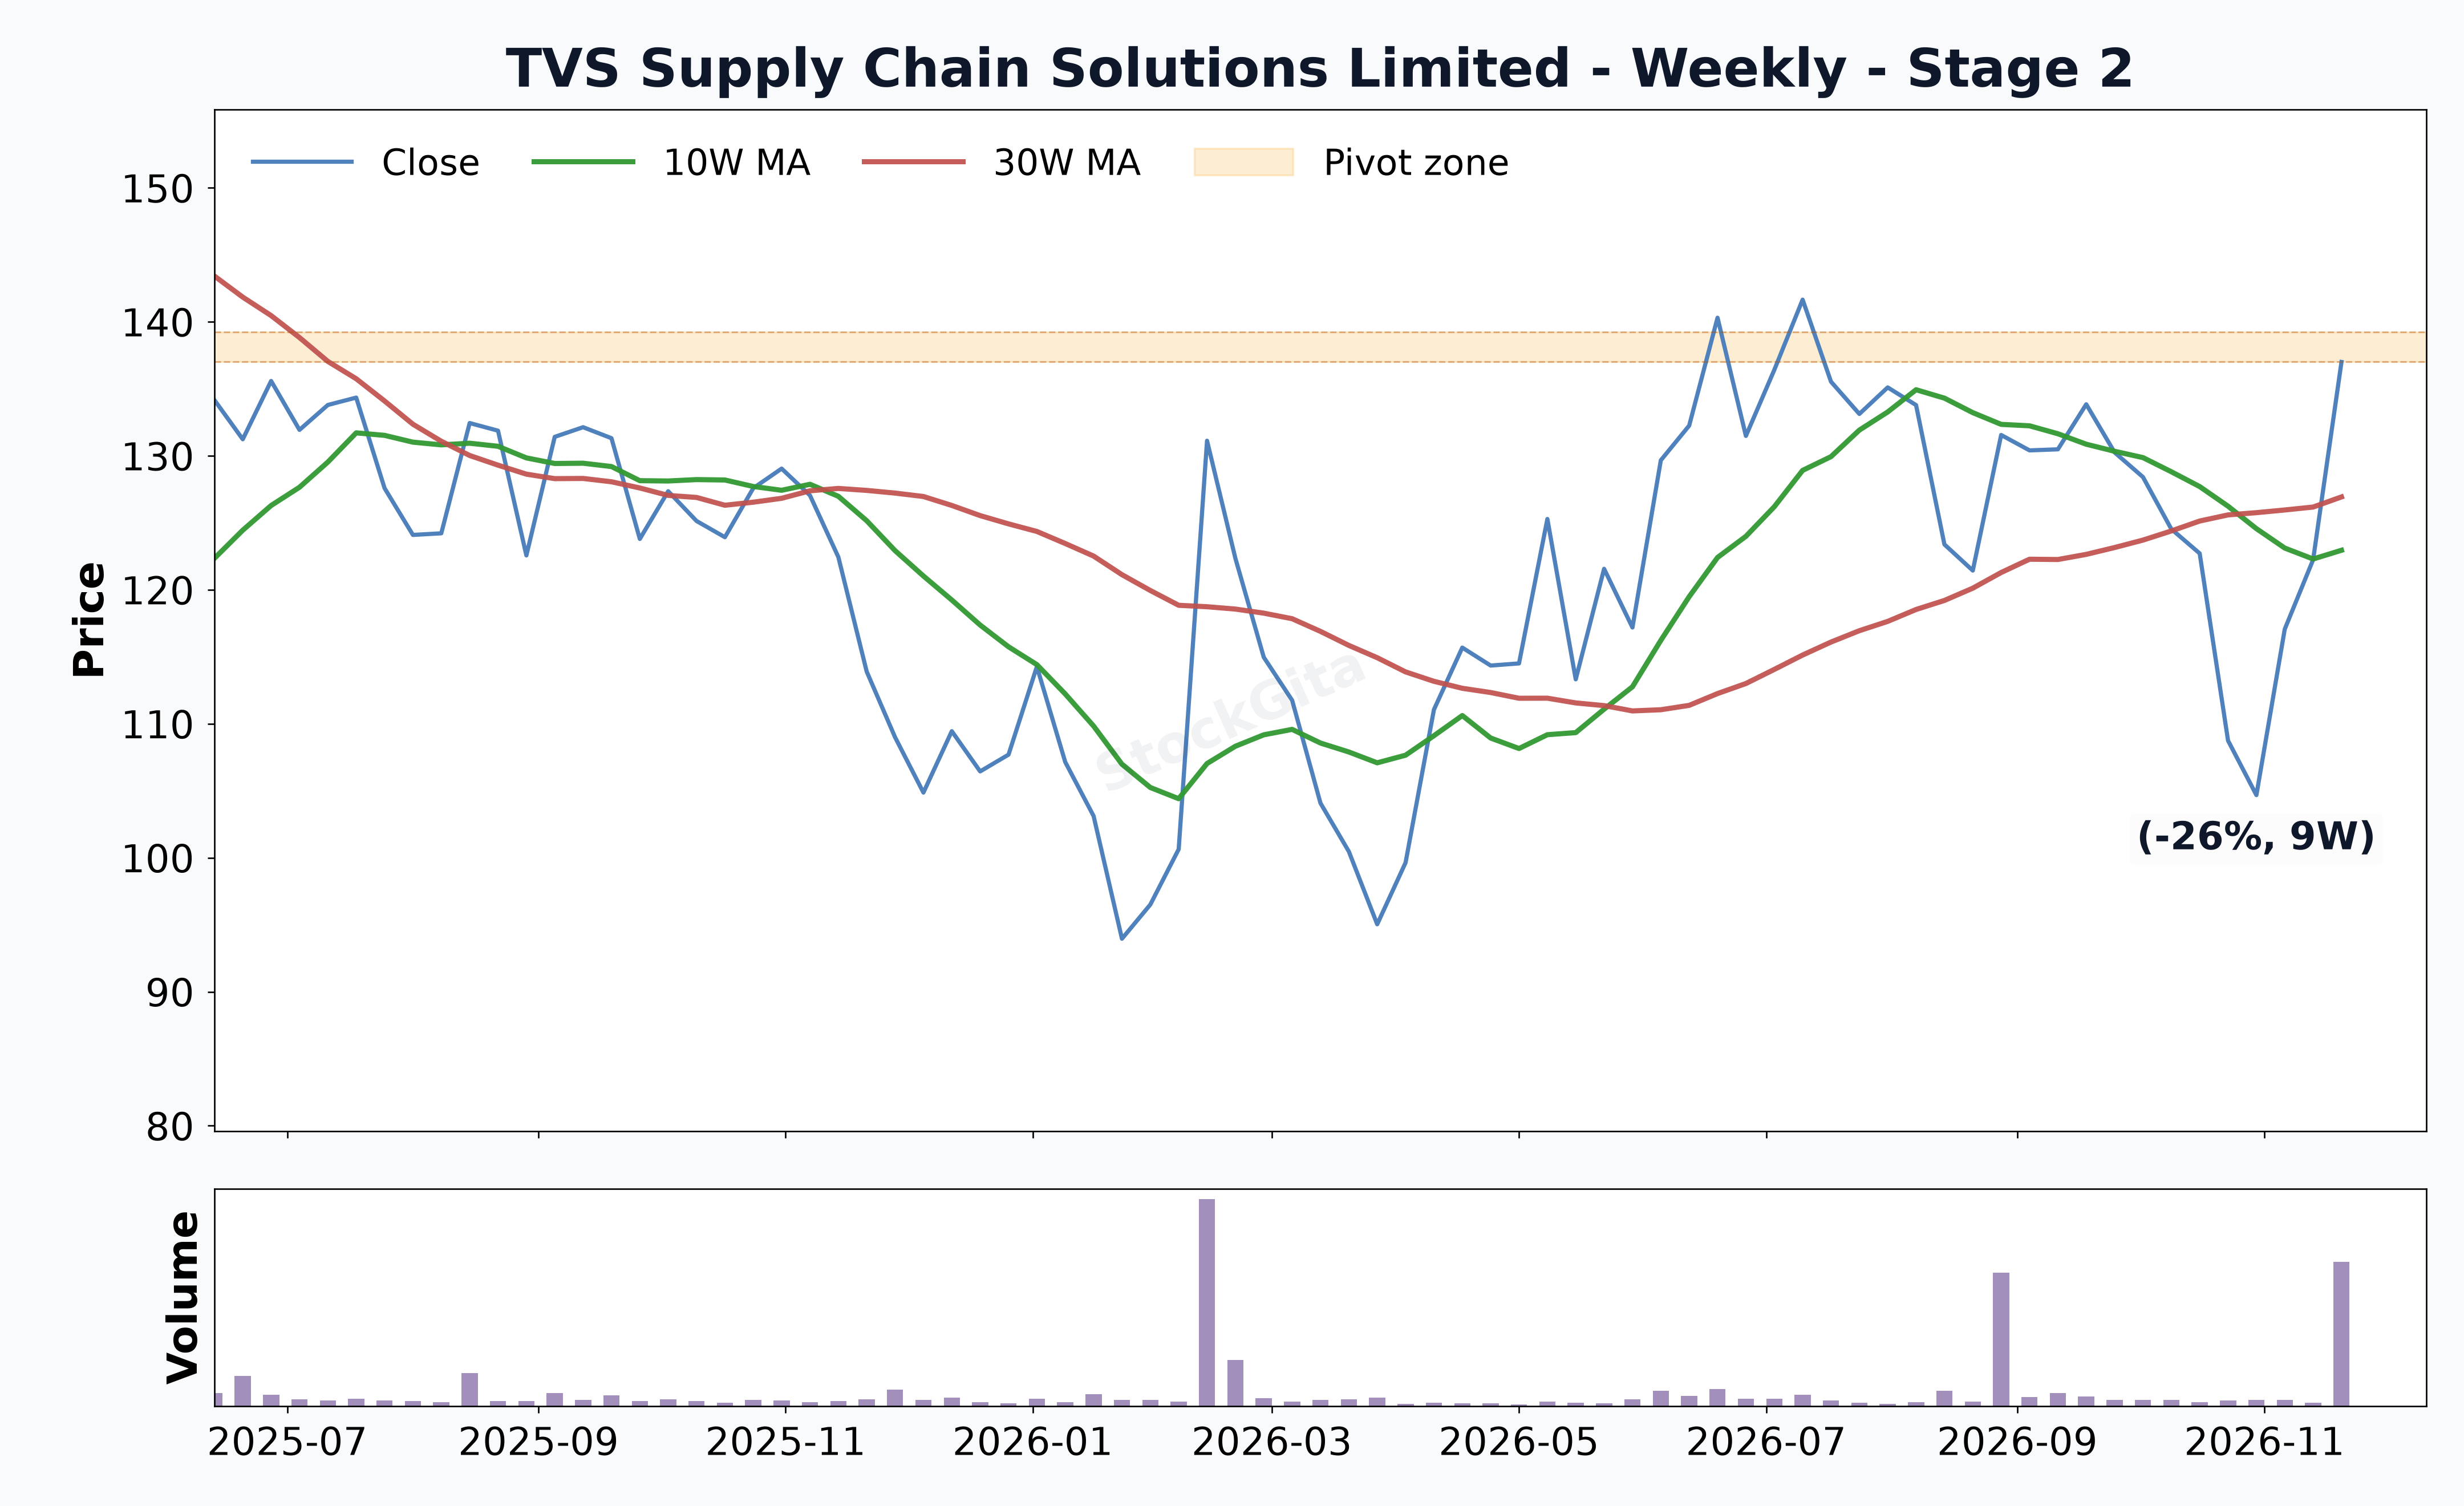 TVS Supply Chain Solutions Limited - Weekly - Stage 2
Close 10W MA 30W MA Pivot zone
150
140
130
120
110
100
90
80
Price
StockGita
(-26%, 9W)
Volume
2025-07 2025-09 2025-11 2026-01 2026-03 2026-05 2026-07 2026-09 2026-11